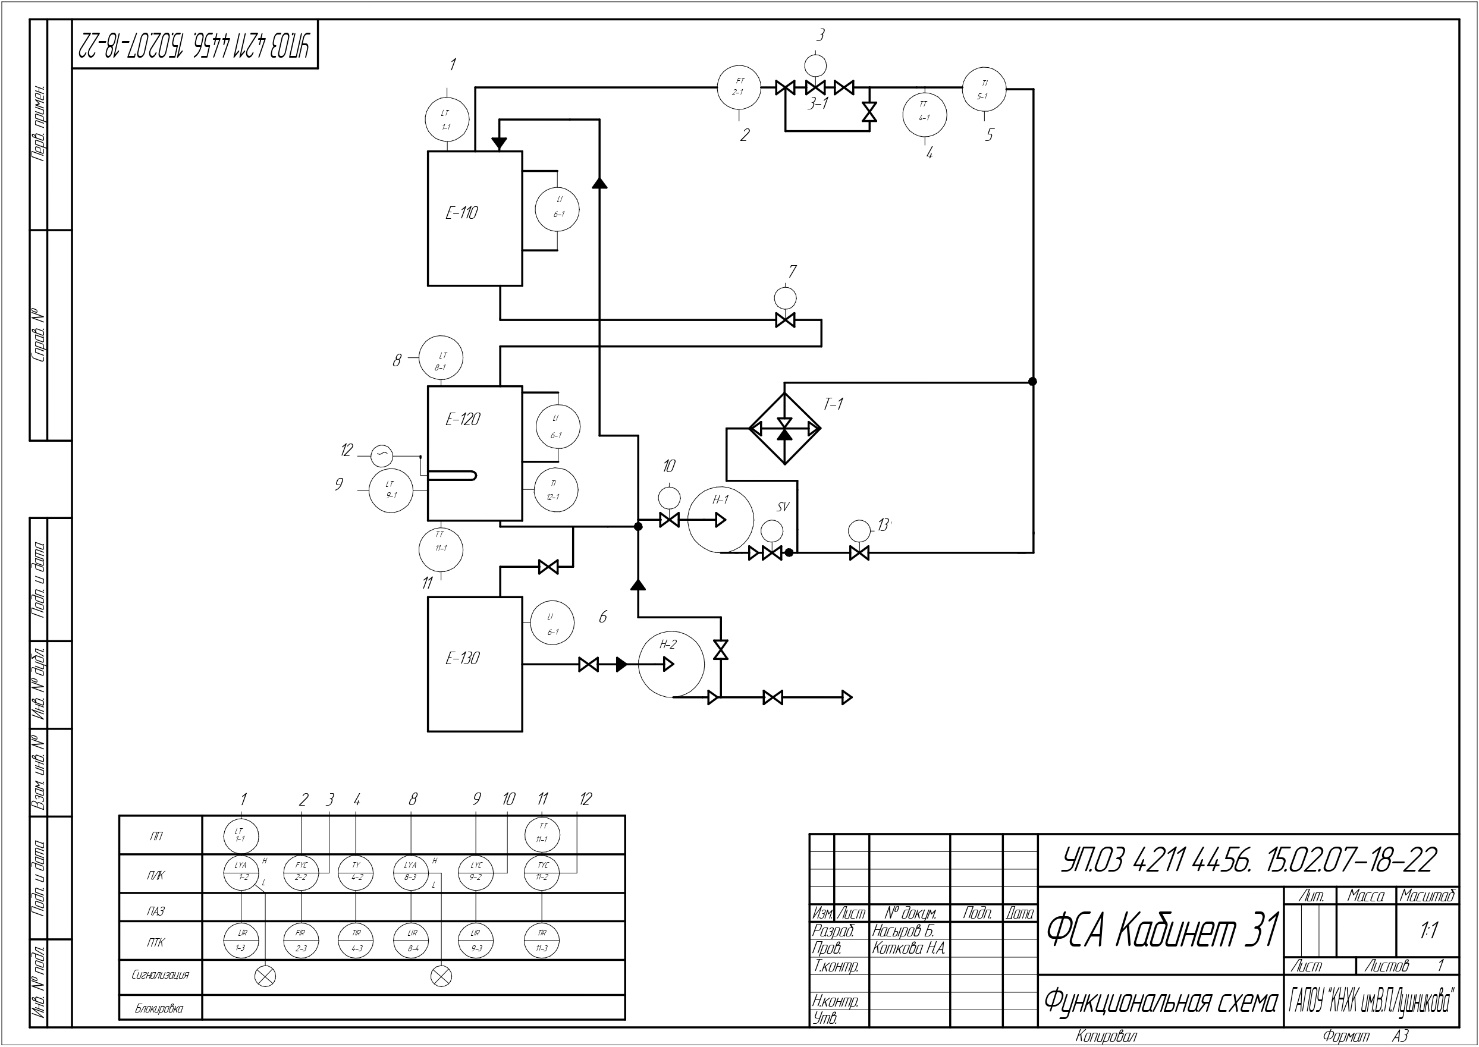 УП.03 4211 4456. 15.02.07-18-22
Перв. примен.
Справ. №
Подп. и дата
Инв. № дубл.
Взам. инв. №
Подп. и дата
Инв. № подл.
1
LT
1-1
FT
2-1
2
3
3-1
TT
4-1
4
TI
5-1
5
E-110
LI
6-1
7
8
LT
8-1
E-120
LI
6-1
12
~
9
LT
9-1
TI
12-1
TT
11-1
11
T-1
10
H-1
SV
13
E-130
LI
6-1
6
H-2
1 2 3 4 8 9 10 11 12
ПП
LT
1-1
TT
11-1
ПЛК
LYA
1-2
H
L
FYC
2-2
TY
4-2
LYA
8-3
H
L
LYC
9-2
TYC
11-2
ПАЗ
ПТК
LIR
1-3
FIR
2-3
TIR
4-3
LIR
8-4
LIR
9-3
TIR
11-3
Сигнализация
Блокировка
УП.03 4211 4456. 15.02.07-18-22
Изм. Лист № докум. Подп. Дата
Разраб. Насыров Б.
Пров. Коткова Н.А.
Т.контр.
Н.контр.
Утв.
ФСА Кабинет 31
Лит. Масса Масштаб
1:1
Лист Листов 1
Функциональная схема
ГАПОУ "КНХК им.В.П.Лушникова"
Копировал Формат А3